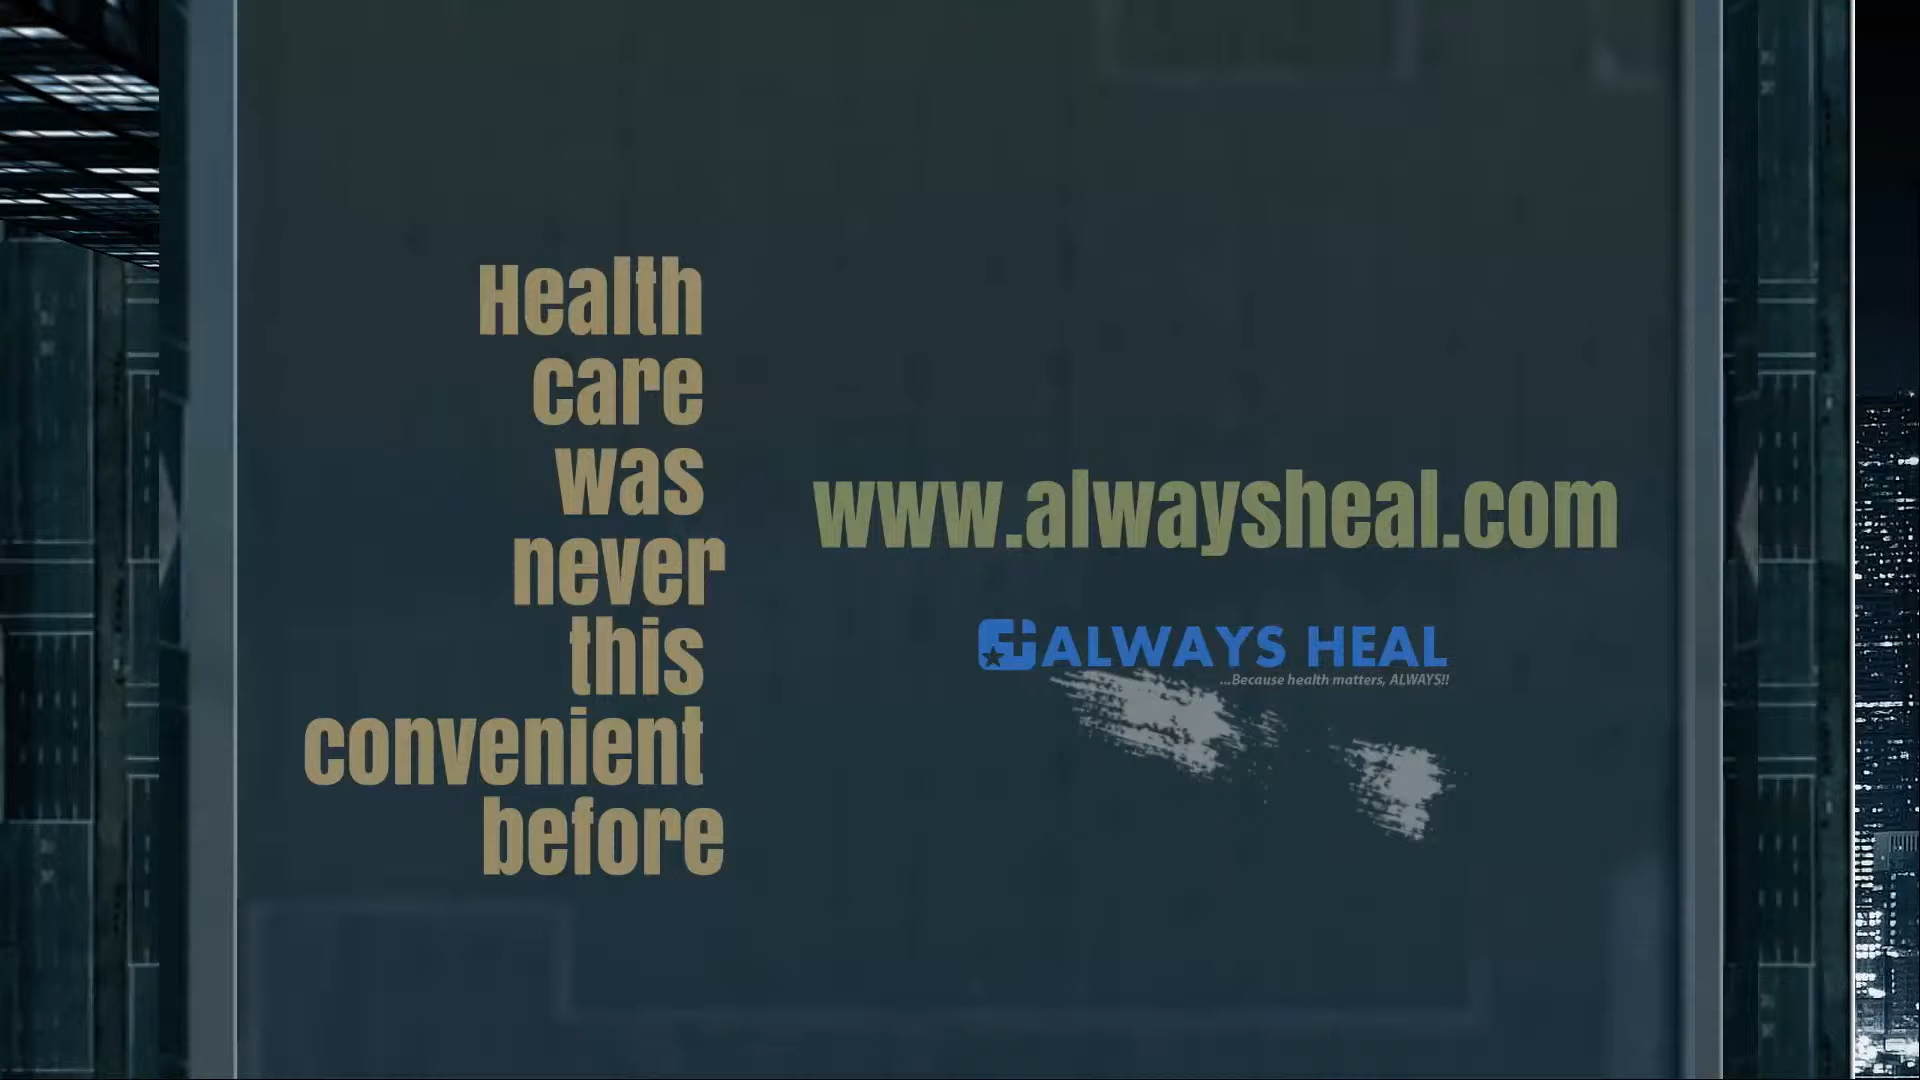 Health
care
was
never
this
convenient
before
www.alwaysheal.com
ALWAYS HEAL
...Because health matters, ALWAYS!!